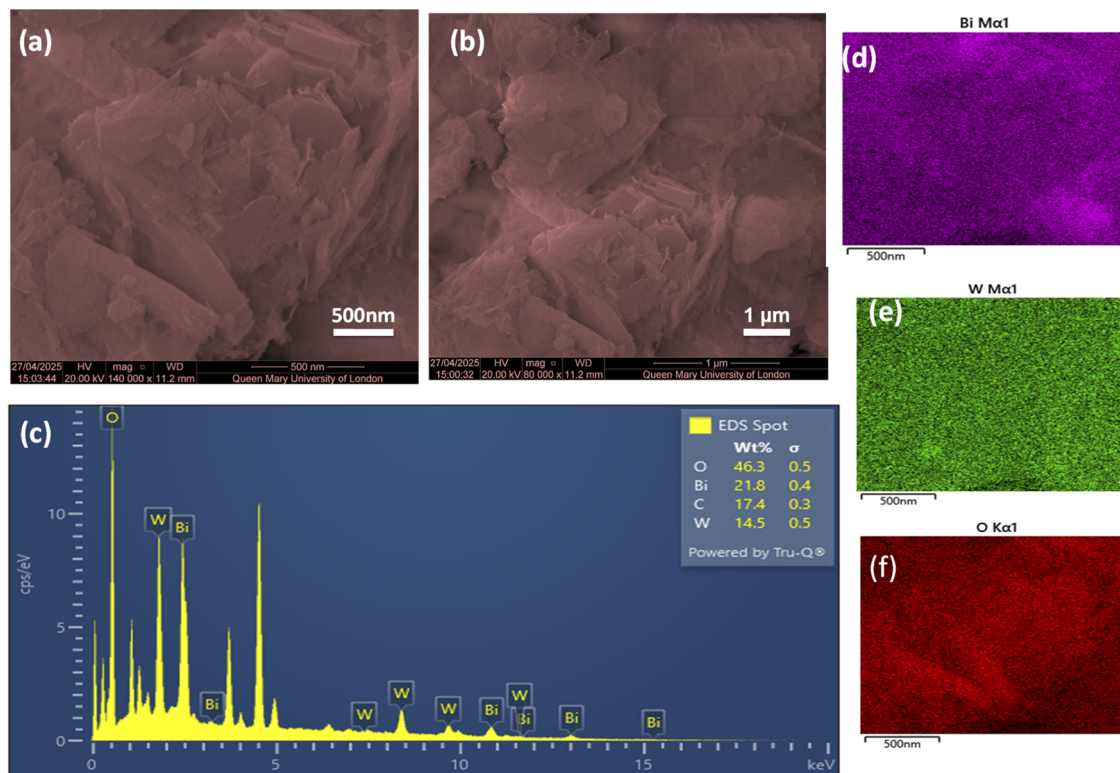 (a)
500nm
27/04/2025 HV mag □ WD 500 nm
15:03:44 20.00 kV 140 000 x 11.2 mm Queen Mary University of London
(b)
1 µm
27/04/2025 HV mag □ WD 1 µm
15:00:32 20.00 kV 80 000 x 11.2 mm Queen Mary University of London
(c)
O
W
Bi
Bi
W
W
W
Bi
W
Bi
Bi
Bi
cps/eV
10
5
0
0 5 10 15 keV
EDS Spot
Wt% σ
O 46.3 0.5
Bi 21.8 0.4
C 17.4 0.3
W 14.5 0.5
Powered by Tru-Q®
Bi Mα1
(d)
500nm
W Mα1
(e)
500nm
O Kα1
(f)
500nm